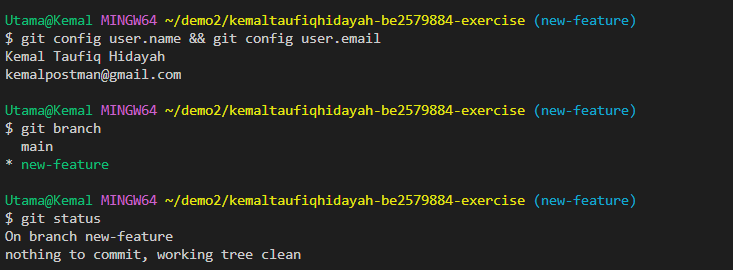 Utama@Kemal MINGW64 ~/demo2/kemaltaufiqhidayah-be2579884-exercise (new-feature)
$ git config user.name && git config user.email
Kemal Taufiq Hidayah
kemalpostman@gmail.com
Utama@Kemal MINGW64 ~/demo2/kemaltaufiqhidayah-be2579884-exercise (new-feature)
$ git branch
  main
* new-feature
Utama@Kemal MINGW64 ~/demo2/kemaltaufiqhidayah-be2579884-exercise (new-feature)
$ git status
On branch new-feature
nothing to commit, working tree clean